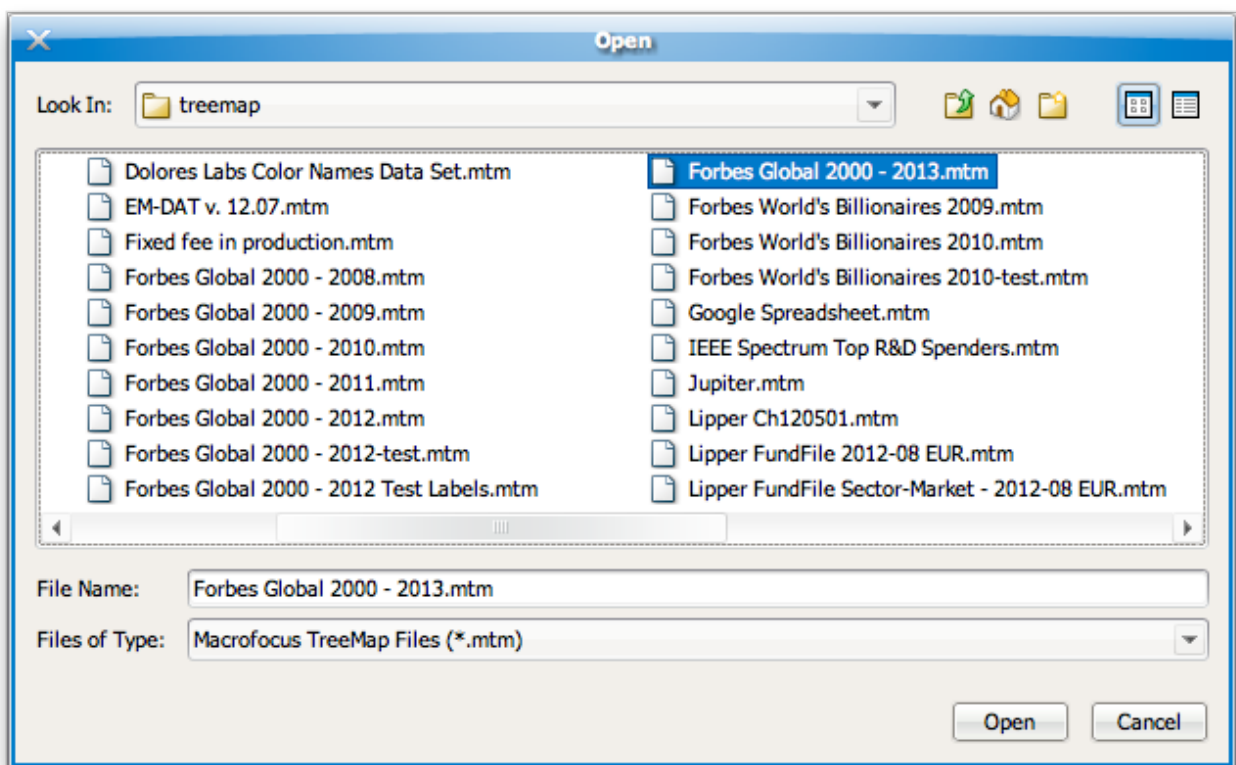 Open
Look In: treemap
Dolores Labs Color Names Data Set.mtm
EM-DAT v. 12.07.mtm
Fixed fee in production.mtm
Forbes Global 2000 - 2008.mtm
Forbes Global 2000 - 2009.mtm
Forbes Global 2000 - 2010.mtm
Forbes Global 2000 - 2011.mtm
Forbes Global 2000 - 2012.mtm
Forbes Global 2000 - 2012-test.mtm
Forbes Global 2000 - 2012 Test Labels.mtm
Forbes Global 2000 - 2013.mtm
Forbes World's Billionaires 2009.mtm
Forbes World's Billionaires 2010.mtm
Forbes World's Billionaires 2010-test.mtm
Google Spreadsheet.mtm
IEEE Spectrum Top R&D Spenders.mtm
Jupiter.mtm
Lipper Ch120501.mtm
Lipper FundFile 2012-08 EUR.mtm
Lipper FundFile Sector-Market - 2012-08 EUR.mtm
File Name: Forbes Global 2000 - 2013.mtm
Files of Type: Macrofocus TreeMap Files (*.mtm)
Open Cancel